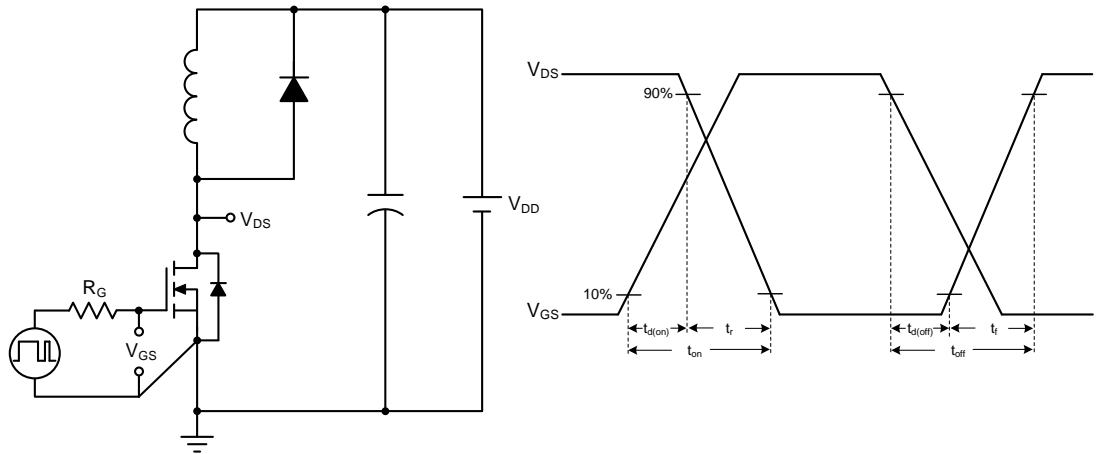 V_DS
V_DD
R_G
V_GS
V_DS
90%
10%
V_GS
t_d(on)
t_r
t_d(off)
t_f
t_on
t_off